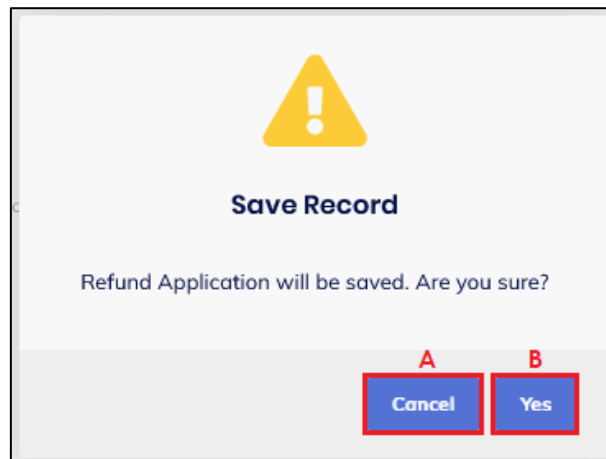 Save Record
Refund Application will be saved. Are you sure?
A B
Cancel Yes